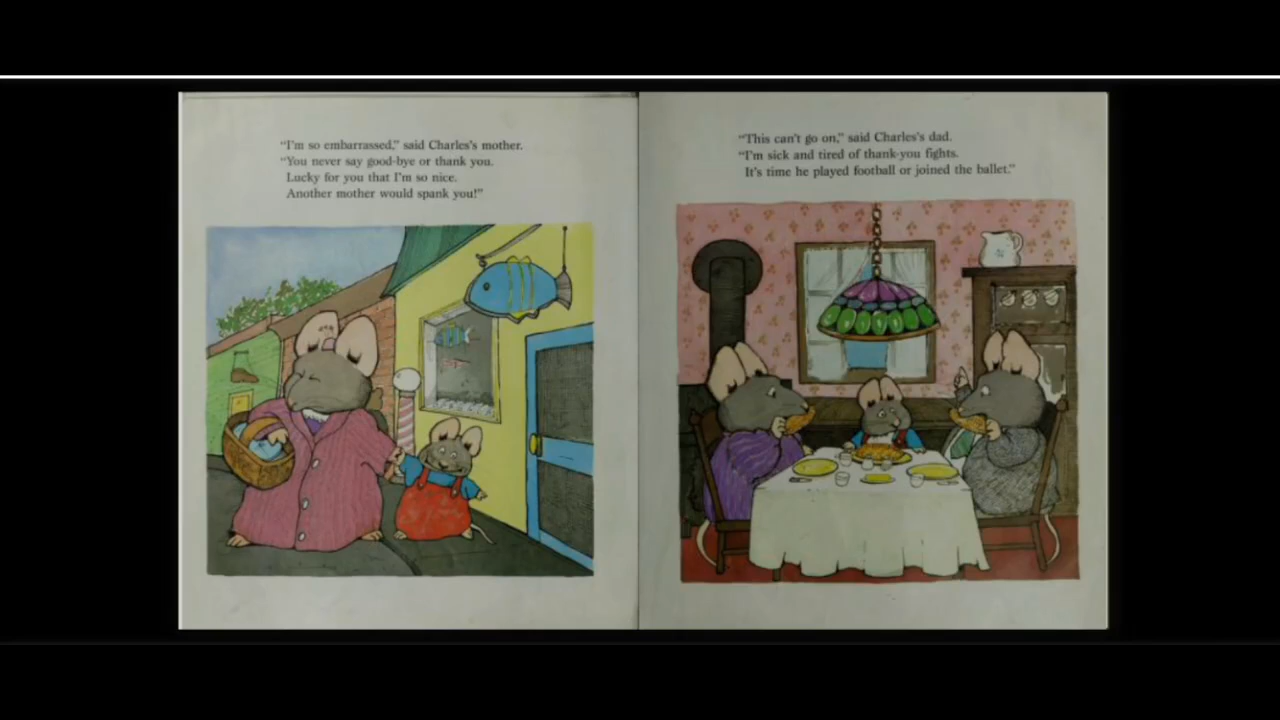 “I'm so embarrassed,” said Charles's mother.
“You never say good-bye or thank you.
Lucky for you that I'm so nice.
Another mother would spank you!”
“This can't go on,” said Charles's dad.
“I'm sick and tired of thank-you fights.
It's time he played football or joined the ballet.”